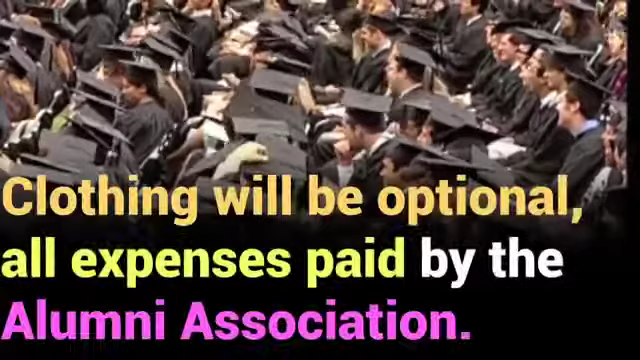 Clothing will be optional,
all expenses paid by the
Alumni Association.